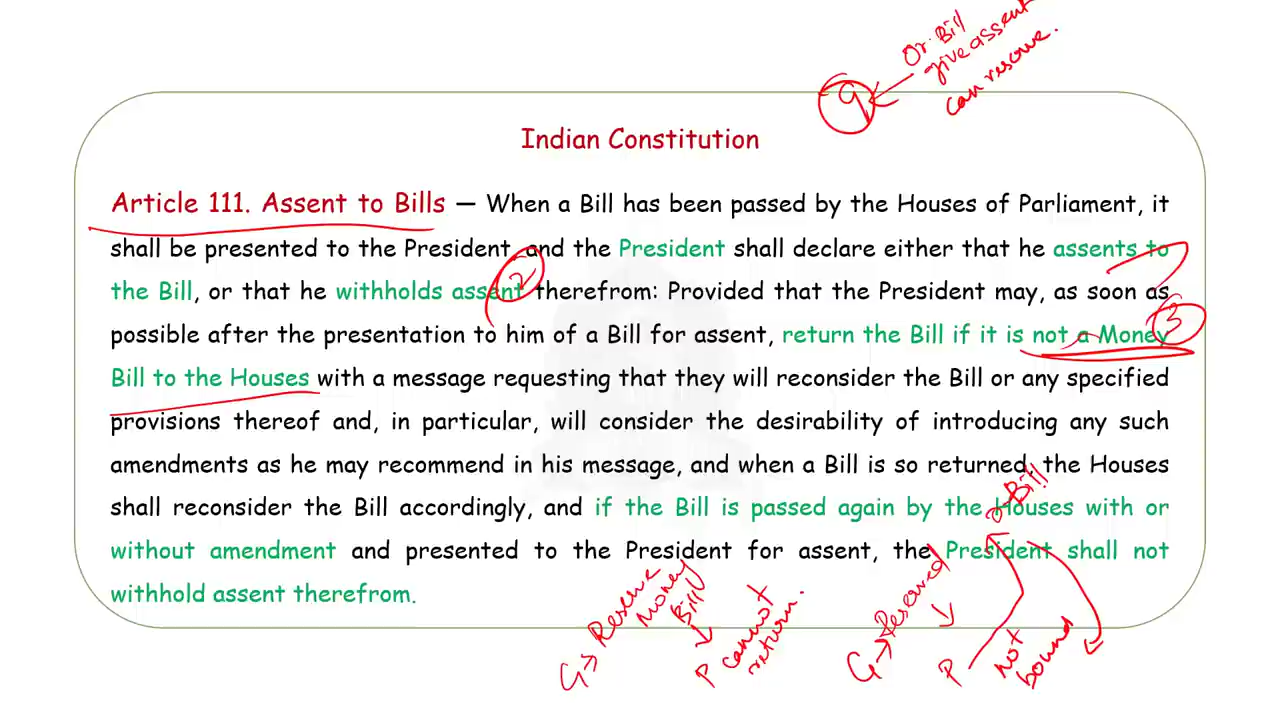 Or. Bill
give assent
can reserve.
G
Indian Constitution
Article 111. Assent to Bills — When a Bill has been passed by the Houses of Parliament, it
shall be presented to the President, and the President shall declare either that he assents to
the Bill, or that he withholds assent therefrom: Provided that the President may, as soon as
2
possible after the presentation to him of a Bill for assent, return the Bill if it is not a Money
3
Bill to the Houses with a message requesting that they will reconsider the Bill or any specified
provisions thereof and, in particular, will consider the desirability of introducing any such
amendments as he may recommend in his message, and when a Bill is so returned, the Houses
shall reconsider the Bill accordingly, and if the Bill is passed again by the Houses with or
without amendment and presented to the President for assent, the President shall not
withhold assent therefrom.
G → Reserve
Money
Bill
P cannot
return.
G → Reserved
P
O-Bill
not
bound